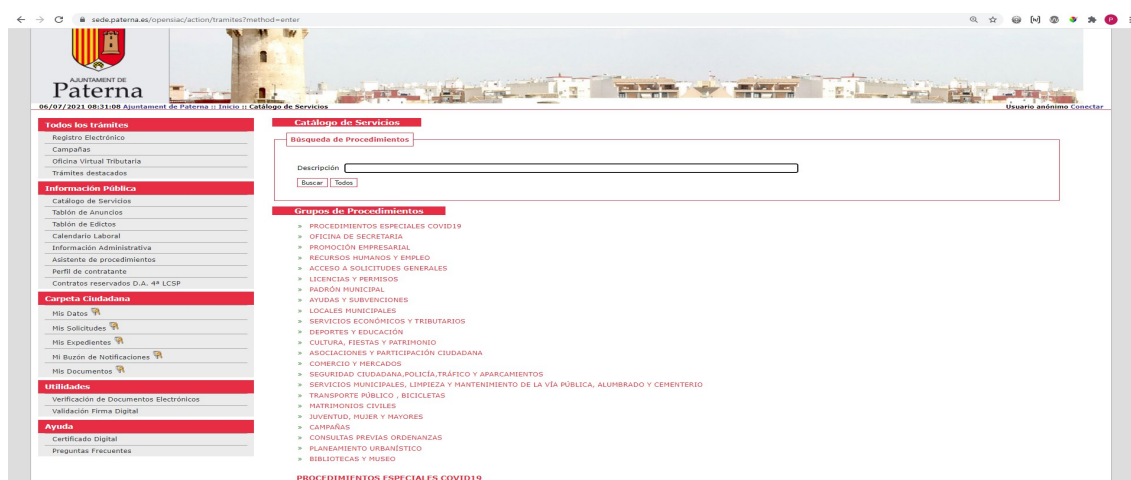 sede.paterna.es/opensiac/action/tramites?method=enter
AJUNTAMENT DE
Paterna
06/07/2021 08:31:08 Ajuntament de Paterna :: Inicio :: Catálogo de Servicios
Usuario anónimo Conectar
Todos los trámites
Registro Electrónico
Campañas
Oficina Virtual Tributaria
Trámites destacados
Información Pública
Catálogo de Servicios
Tablón de Anuncios
Tablón de Edictos
Calendario Laboral
Información Administrativa
Asistente de procedimientos
Perfil de contratante
Contratos reservados D.A. 4ª LCSP
Carpeta Ciudadana
Mis Datos
Mis Solicitudes
Mis Expedientes
Mi Buzón de Notificaciones
Mis Documentos
Utilidades
Verificación de Documentos Electrónicos
Validación Firma Digital
Ayuda
Certificado Digital
Preguntas Frecuentes
Catálogo de Servicios
Búsqueda de Procedimientos
Descripción
Buscar Todos
Grupos de Procedimientos
» PROCEDIMIENTOS ESPECIALES COVID19
» OFICINA DE SECRETARIA
» PROMOCIÓN EMPRESARIAL
» RECURSOS HUMANOS Y EMPLEO
» ACCESO A SOLICITUDES GENERALES
» LICENCIAS Y PERMISOS
» PADRÓN MUNICIPAL
» AYUDAS Y SUBVENCIONES
» LOCALES MUNICIPALES
» SERVICIOS ECONÓMICOS Y TRIBUTARIOS
» DEPORTES Y EDUCACIÓN
» CULTURA, FIESTAS Y PATRIMONIO
» ASOCIACIONES Y PARTICIPACIÓN CIUDADANA
» COMERCIO Y MERCADOS
» SEGURIDAD CIUDADANA,POLICÍA,TRÁFICO Y APARCAMIENTOS
» SERVICIOS MUNICIPALES, LIMPIEZA Y MANTENIMIENTO DE LA VÍA PÚBLICA, ALUMBRADO Y CEMENTERIO
» TRANSPORTE PÚBLICO , BICICLETAS
» MATRIMONIOS CIVILES
» JUVENTUD, MUJER Y MAYORES
» CAMPAÑAS
» CONSULTAS PREVIAS ORDENANZAS
» PLANEAMIENTO URBANÍSTICO
» BIBLIOTECAS Y MUSEO
PROCEDIMIENTOS ESPECIALES COVID19